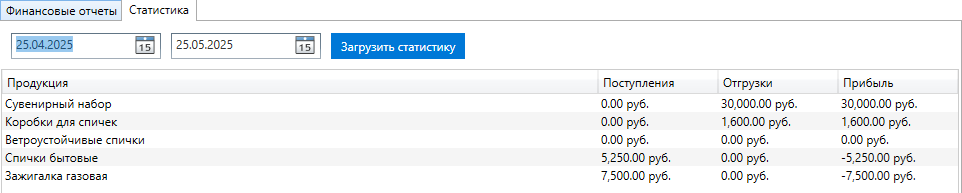 Финансовые отчеты Статистика
25.04.2025 15 25.05.2025 15 Загрузить статистику
Продукция Поступления Отгрузки Прибыль
Сувенирный набор 0.00 руб. 30,000.00 руб. 30,000.00 руб.
Коробки для спичек 0.00 руб. 1,600.00 руб. 1,600.00 руб.
Ветроустойчивые спички 0.00 руб. 0.00 руб. 0.00 руб.
Спички бытовые 5,250.00 руб. 0.00 руб. -5,250.00 руб.
Зажигалка газовая 7,500.00 руб. 0.00 руб. -7,500.00 руб.